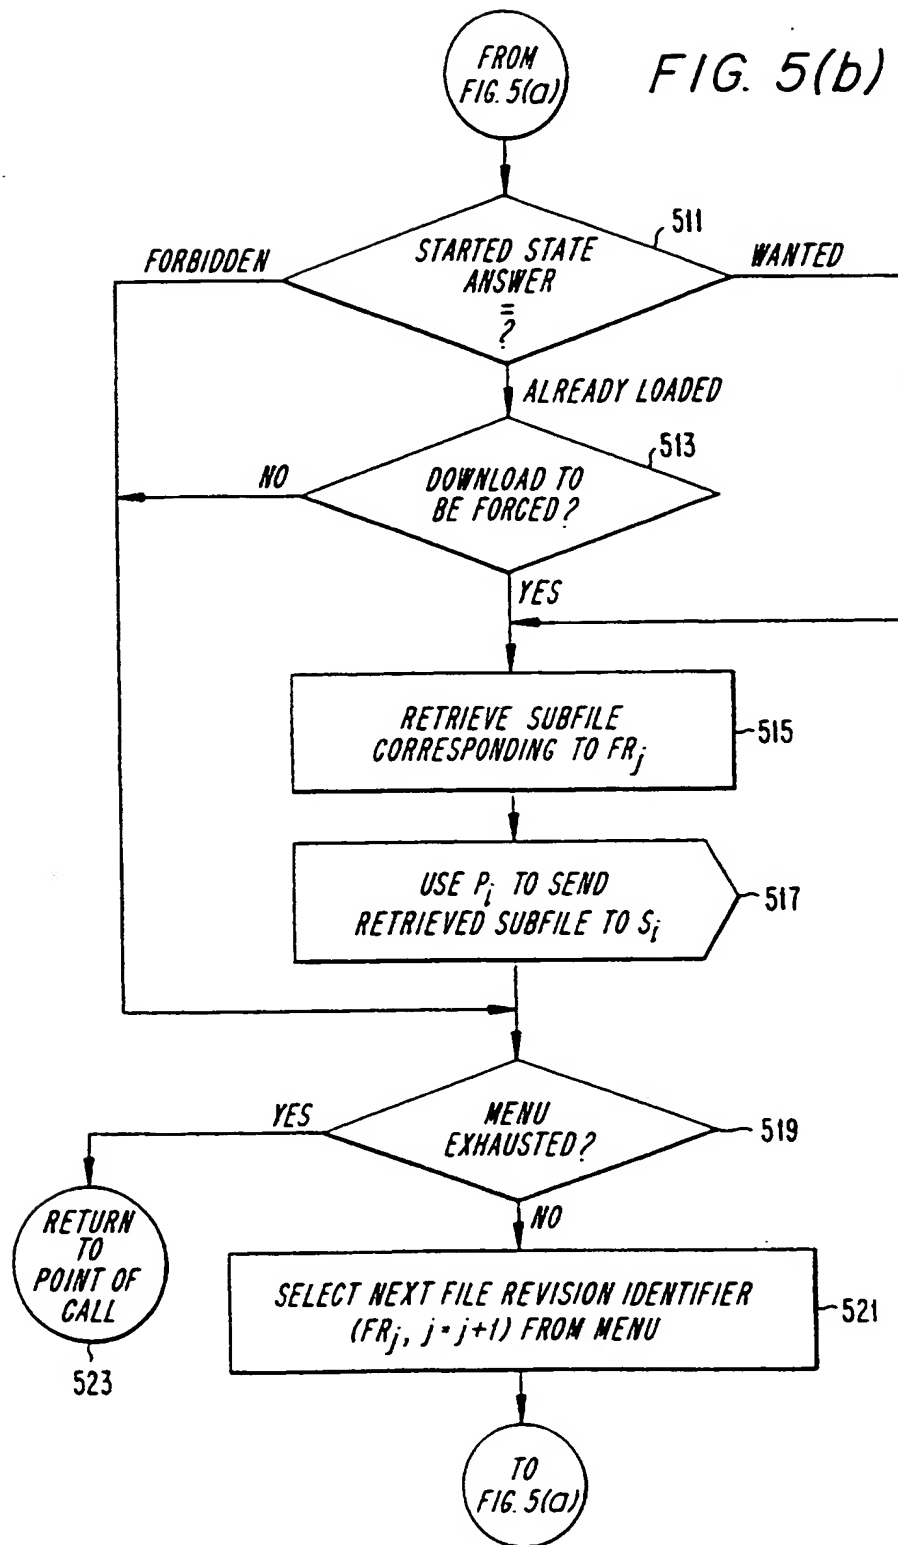 FROM
FIG. 5(a)
FIG. 5(b)
511
FORBIDDEN
STARTED STATE
ANSWER
=
?
WANTED
ALREADY LOADED
513
NO
DOWNLOAD TO
BE FORCED?
YES
RETRIEVE SUBFILE
CORRESPONDING TO FRj
515
USE Pi TO SEND
RETRIEVED SUBFILE TO Si
517
YES
MENU
EXHAUSTED?
519
NO
RETURN
TO
POINT OF
CALL
523
SELECT NEXT FILE REVISION IDENTIFIER
(FRj, j=j+1) FROM MENU
521
TO
FIG. 5(a)